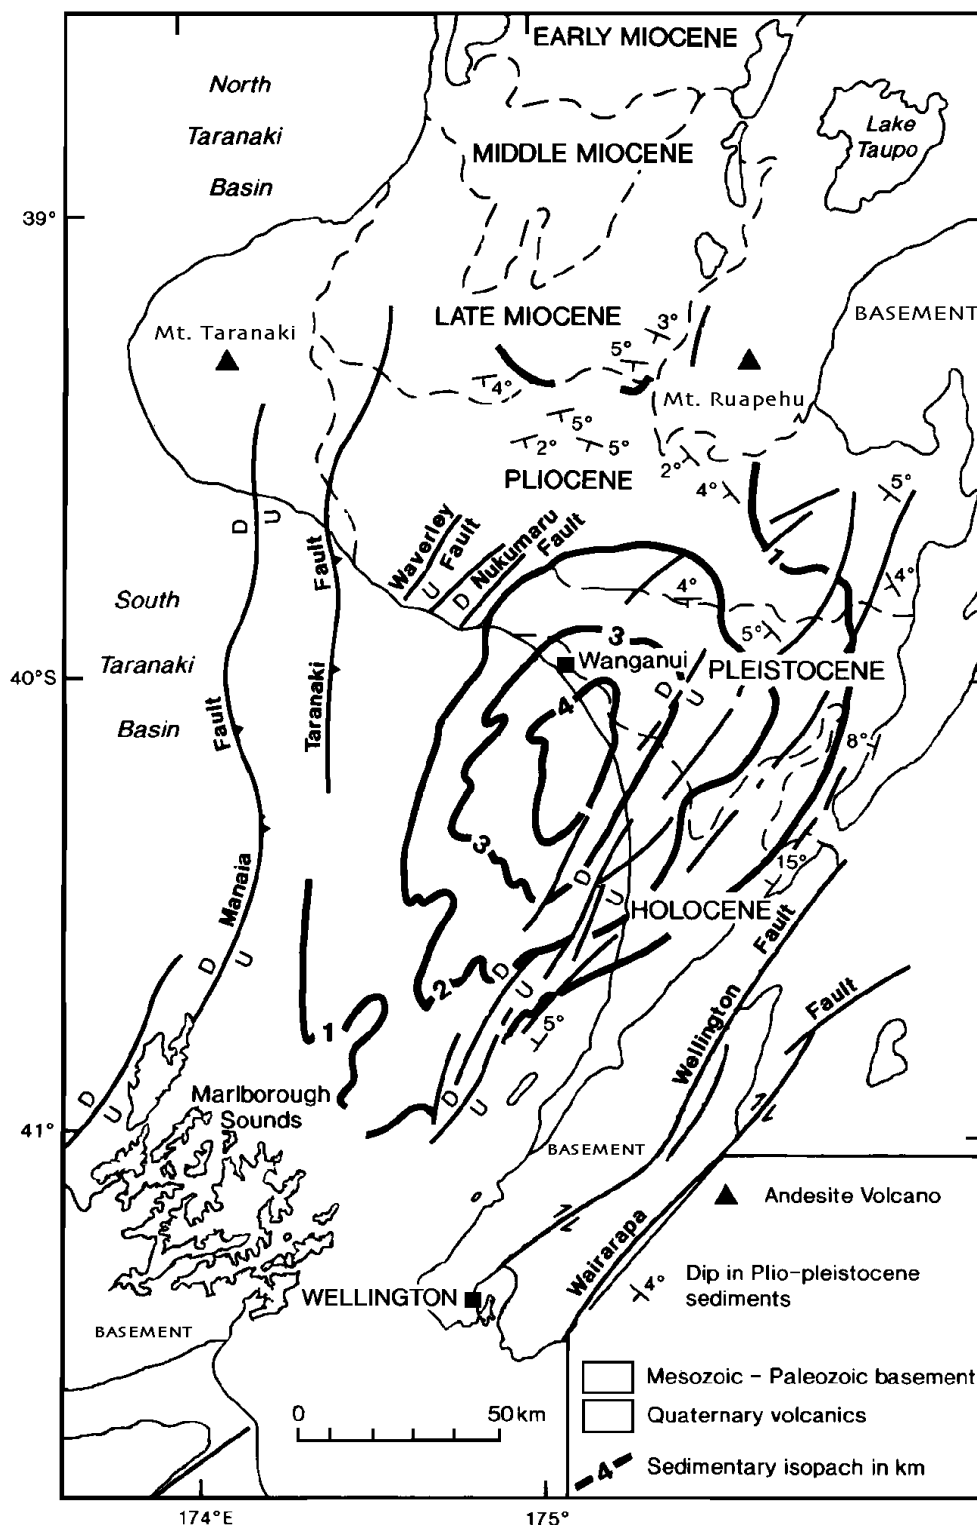 EARLY MIOCENE
North
Taranaki
Basin
Lake
Taupo
MIDDLE MIOCENE
39°
LATE MIOCENE
BASEMENT
Mt. Taranaki
3°
5°
4°
Mt. Ruapehu
5°
2°
5°
2°
4°
5°
PLIOCENE
D
U
Waverley
Fault
U
D
Nukumaru
Fault
Fault
1
4°
4°
South
Taranaki
Basin
3
5°
Wanganui
PLEISTOCENE
40°S
D
U
4
Taranaki
Fault
8°
3
15°
D
U
Manaia
HOLOCENE
Fault
D
U
2
D
U
1
5°
Wellington
Fault
D
U
D
U
Marlborough
Sounds
41°
BASEMENT
Andesite Volcano
Wairarapa
4°
Dip in Plio-pleistocene
sediments
WELLINGTON
BASEMENT
Mesozoic - Paleozoic basement
Quaternary volcanics
0
50 km
4
Sedimentary isopach in km
174°E
175°